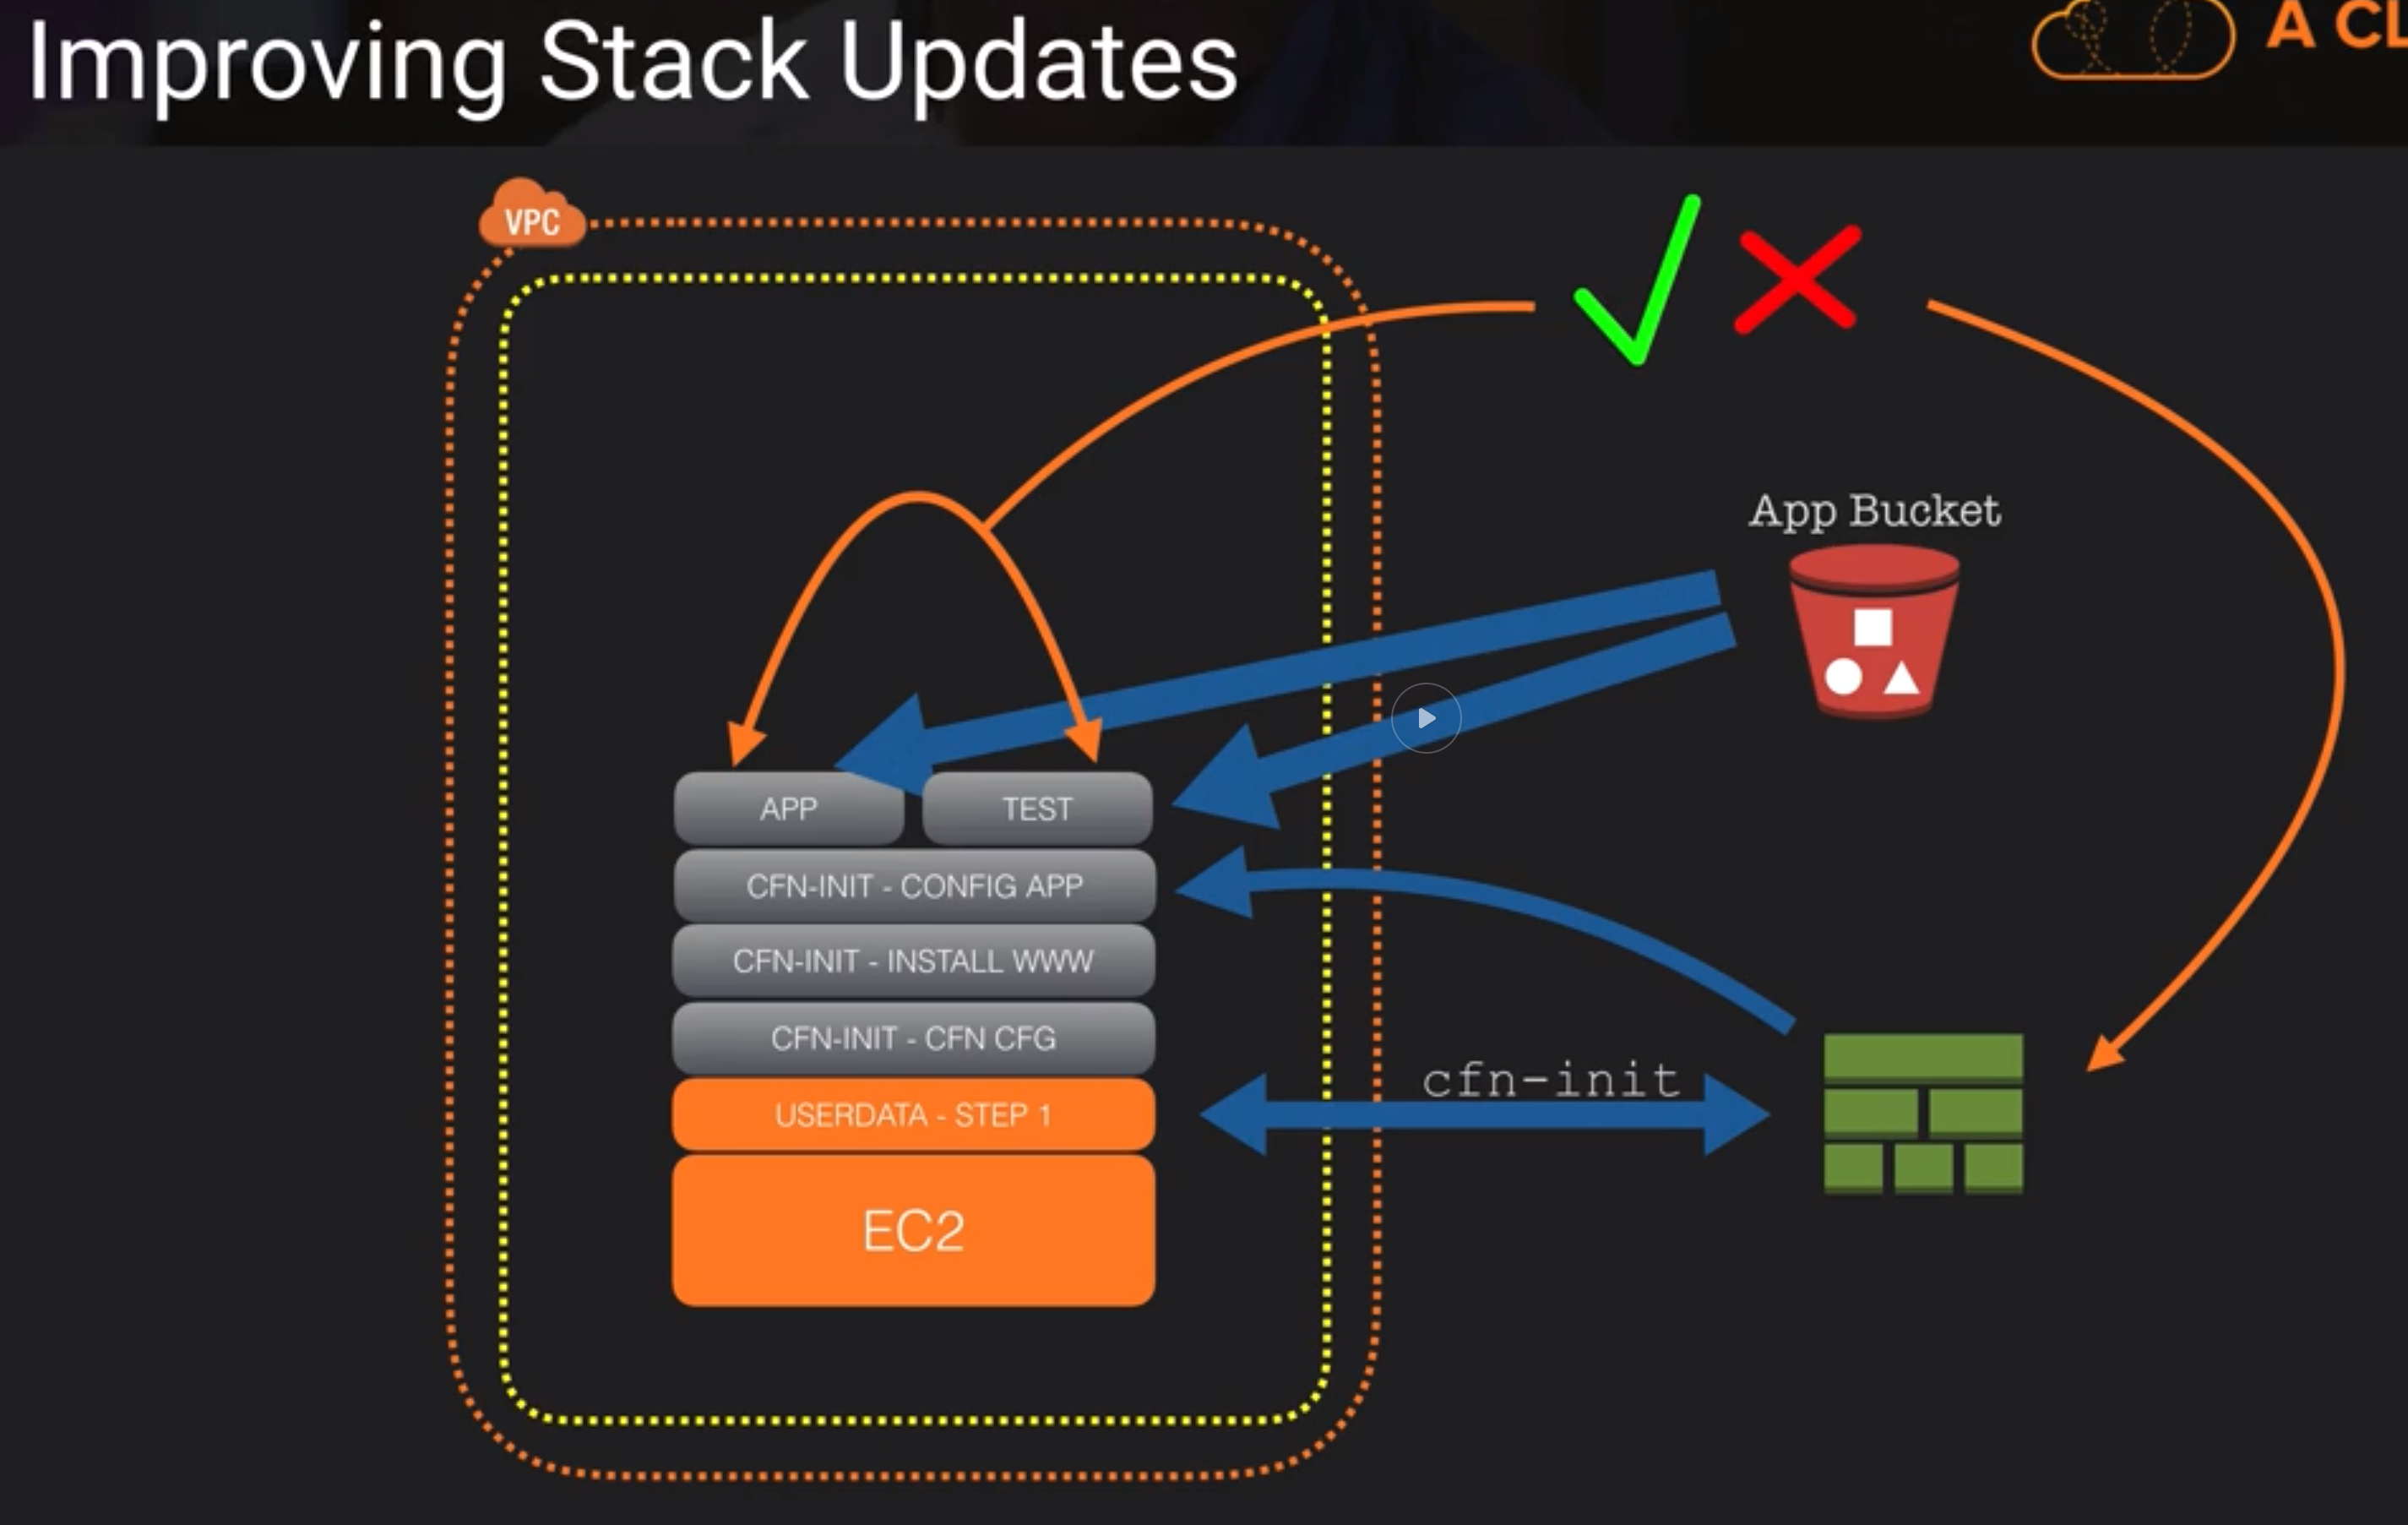 Improving Stack Updates
A CL
VPC
App Bucket
APP
TEST
CFN-INIT - CONFIG APP
CFN-INIT - INSTALL WWW
CFN-INIT - CFN CFG
cfn-init
USERDATA - STEP 1
EC2